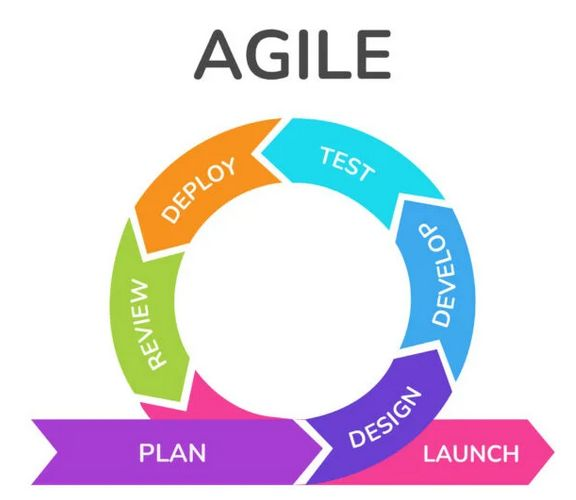 AGILE
PLAN
DESIGN
DEVELOP
TEST
DEPLOY
REVIEW
LAUNCH